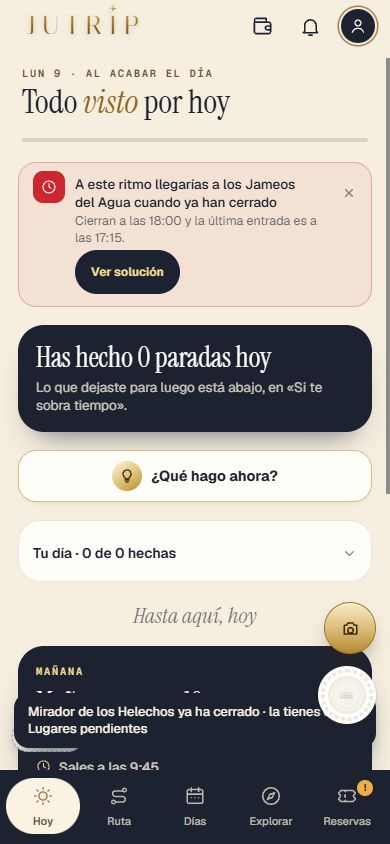 JUTRIP
LUN 9 · AL ACABAR EL DÍA
Todo visto por hoy
A este ritmo llegarías a los Jameos
del Agua cuando ya han cerrado
Cierran a las 18:00 y la última entrada es a
las 17:15.
Ver solución
Has hecho 0 paradas hoy
Lo que dejaste para luego está abajo, en «Si te
sobra tiempo».
¿Qué hago ahora?
Tu día · 0 de 0 hechas
Hasta aquí, hoy
MAÑANA
Mirador de los Helechos ya ha cerrado · la tienes
Lugares pendientes
Sales a las 9:45
Hoy
Ruta
Días
Explorar
!
Reservas